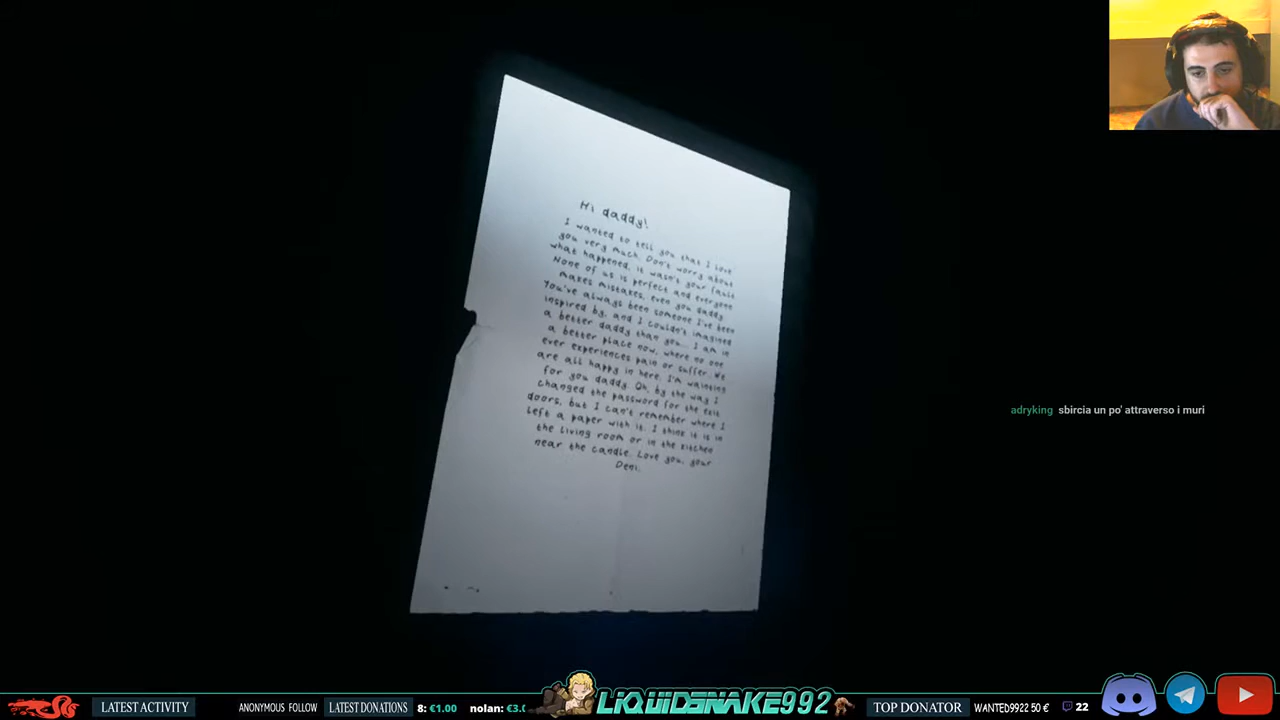 Hi daddy!
I wanted to tell you that I love
you very much. Don't worry about
what happened, it wasn't your fault
None of us is perfect and everyone
makes mistakes, even you daddy
You've always been someone I've been
inspired by, and I couldn't imagined
a better daddy than you... I am in
a better place now, where no one
ever experiences pain or suffer. We
are all happy in here. I'm wainting
for you daddy. Oh, by the way I
changed the password for the exit
doors, but I can't remember where I
left a paper with it. I think it is in
the living room or in the kitchen
near the candle. Love you, your
Deni.
adryking sbircia un po' attraverso i muri
LATEST ACTIVITY ANONYMOUS FOLLOW LATEST DONATIONS 8: €1.00 nolan: €3.0 LIQUIDSNAKE992 TOP DONATOR WANTED9922 50 € 22